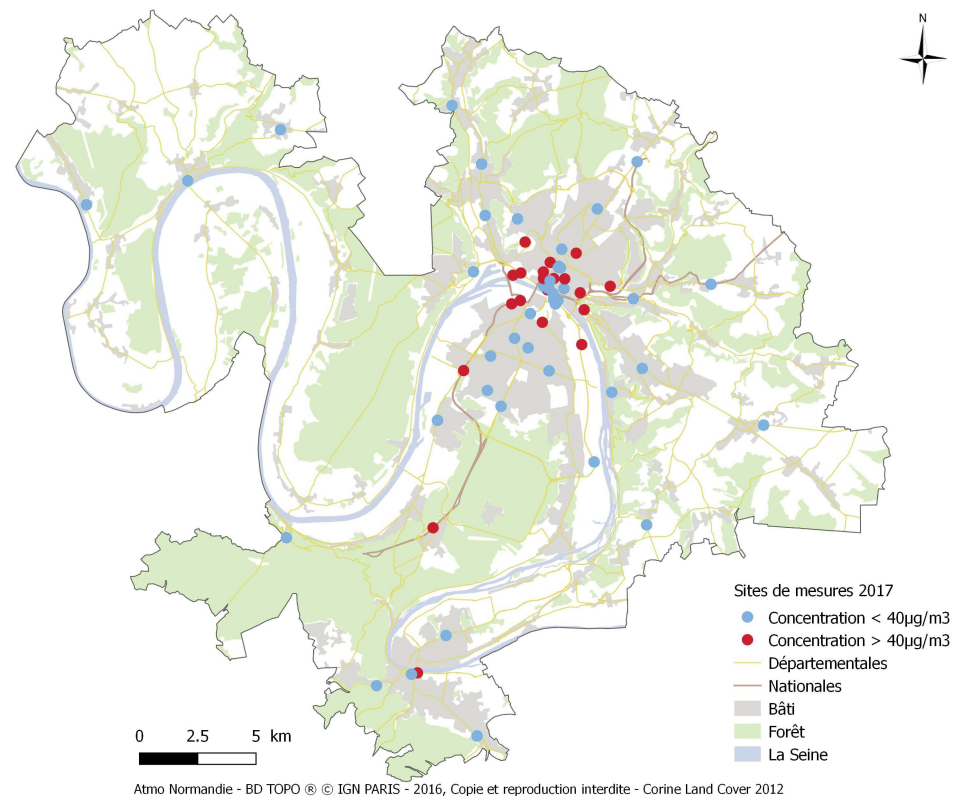 N
Sites de mesures 2017
Concentration < 40µg/m3
Concentration > 40µg/m3
Départementales
Nationales
Bâti
Forêt
La Seine
0 2.5 5 km
Atmo Normandie - BD TOPO ® © IGN PARIS - 2016, Copie et reproduction interdite - Corine Land Cover 2012